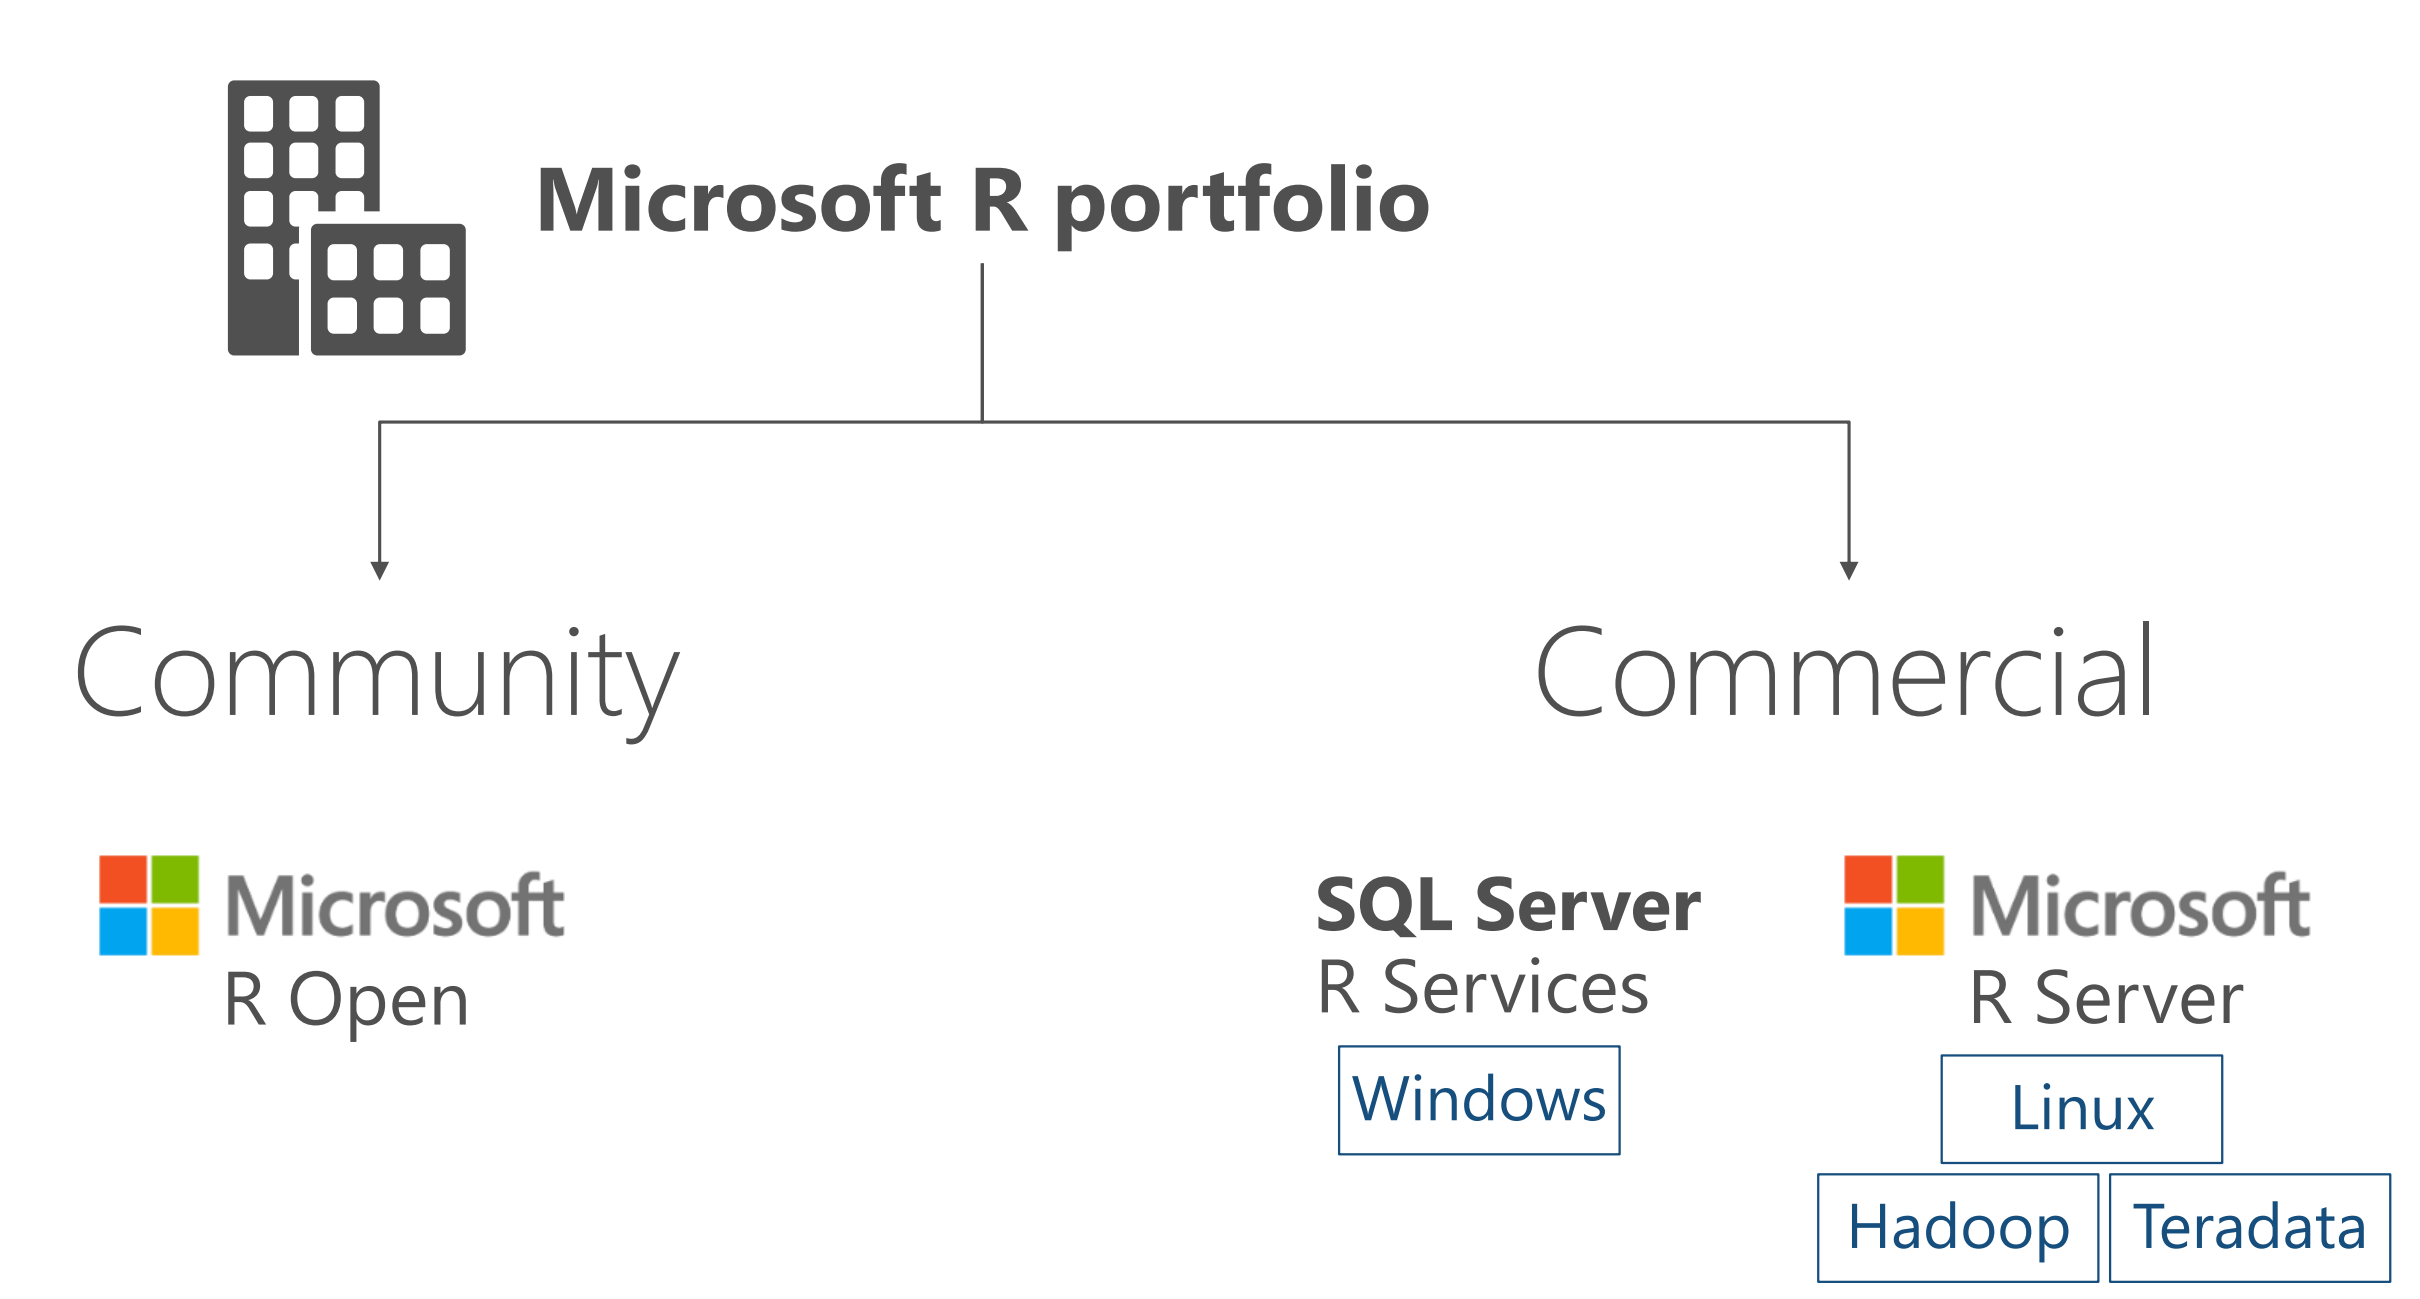 Microsoft R portfolio
Community
Commercial
Microsoft
R Open
SQL Server
R Services
Windows
Microsoft
R Server
Linux
Hadoop
Teradata